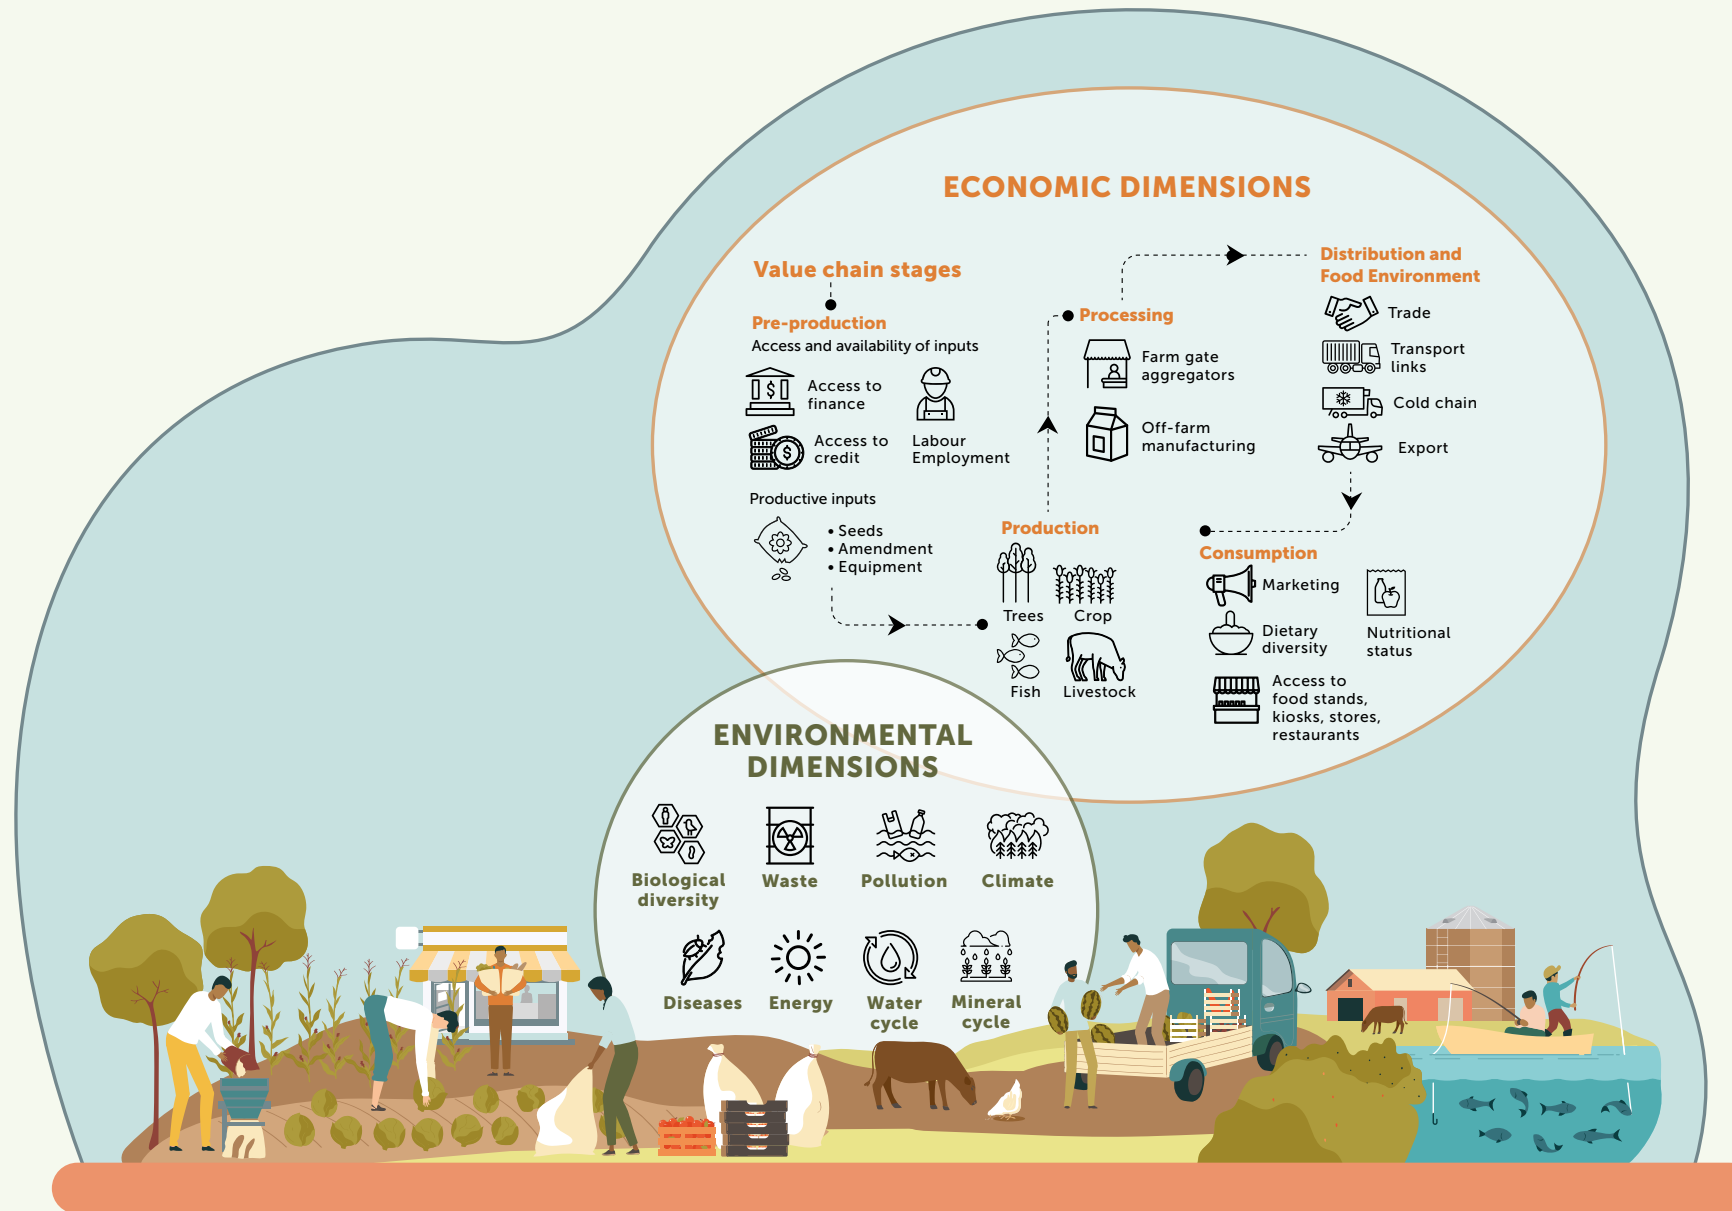 ECONOMIC DIMENSIONS
Value chain stages
Pre-production
Access and availability of inputs
Access to
finance
Access to
credit
Labour
Employment
Productive inputs
• Seeds
• Amendment
• Equipment
Production
Trees
Crop
Fish
Livestock
Processing
Farm gate
aggregators
Off-farm
manufacturing
Distribution and
Food Environment
Trade
Transport
links
Cold chain
Export
Consumption
Marketing
Dietary
diversity
Nutritional
status
Access to
food stands,
kiosks, stores,
restaurants
ENVIRONMENTAL
DIMENSIONS
Biological
diversity
Waste
Pollution
Climate
Diseases
Energy
Water
cycle
Mineral
cycle